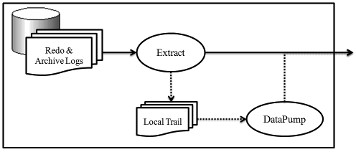 Redo &
Archive Logs
Extract
Local Trail
DataPump